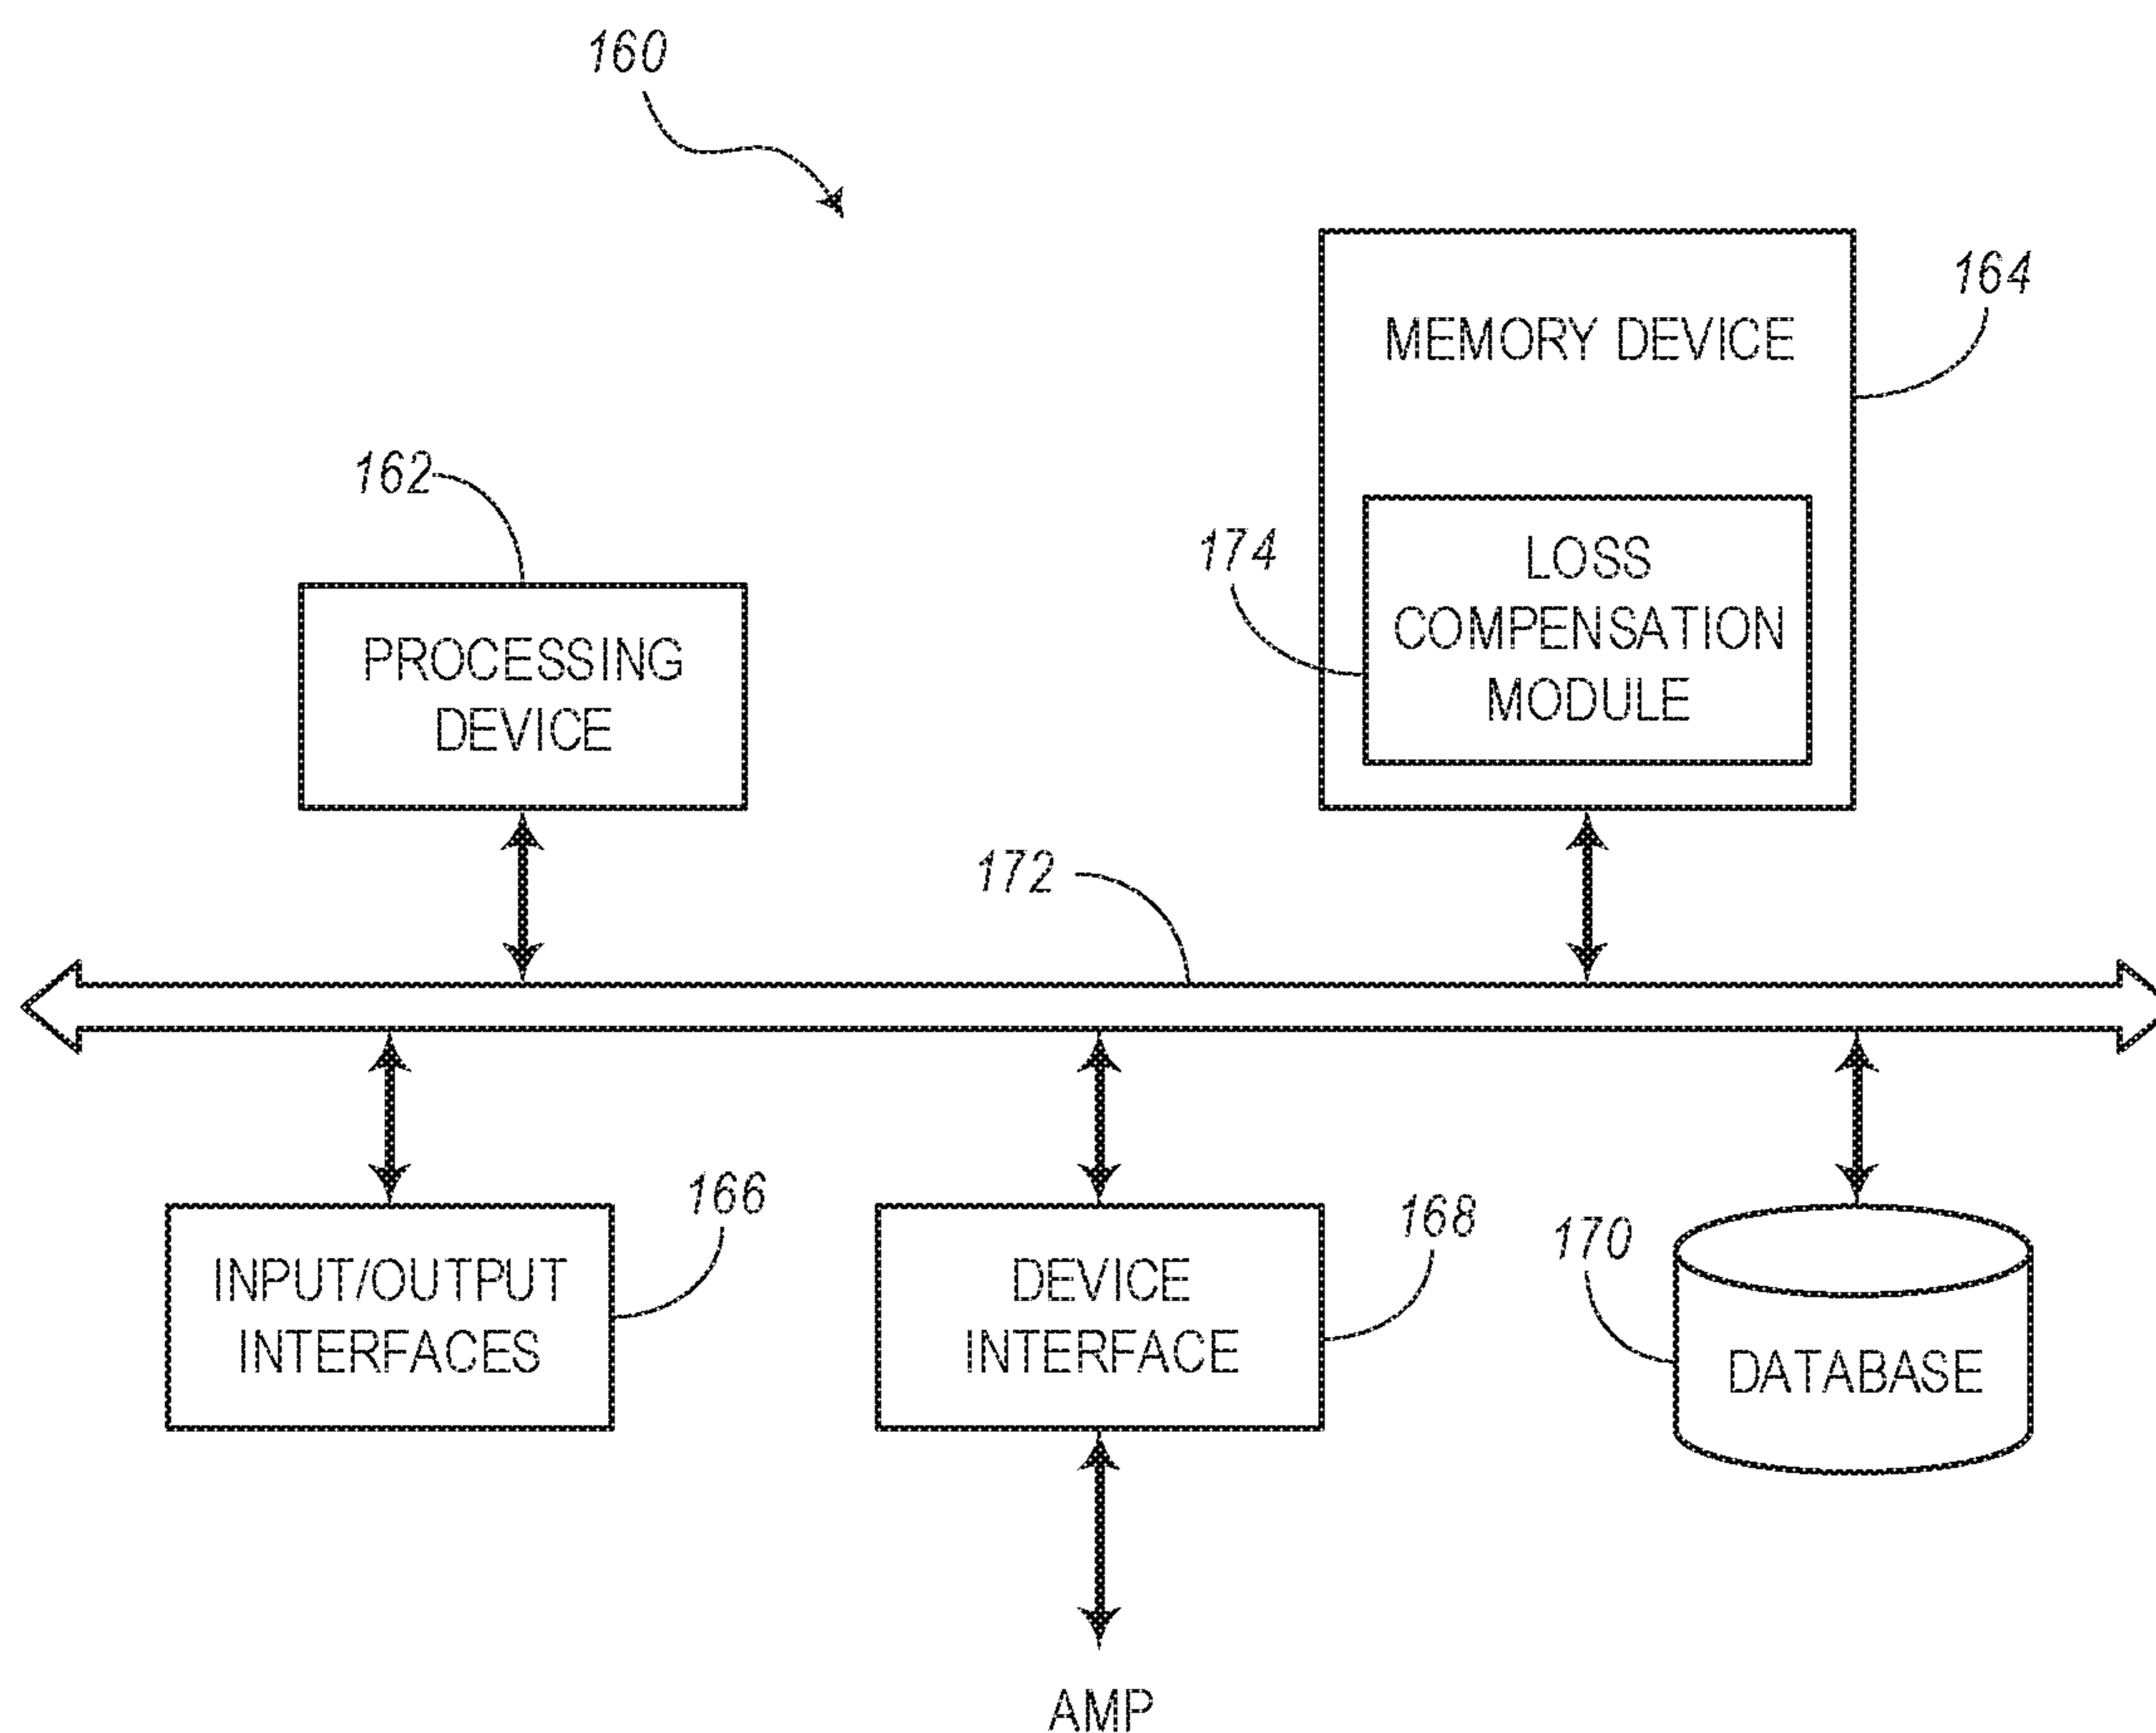 160
164
MEMORY DEVICE
162
174
LOSS
COMPENSATION
MODULE
PROCESSING
DEVICE
172
166
168
170
INPUT/OUTPUT
INTERFACES
DEVICE
INTERFACE
DATABASE
AMP